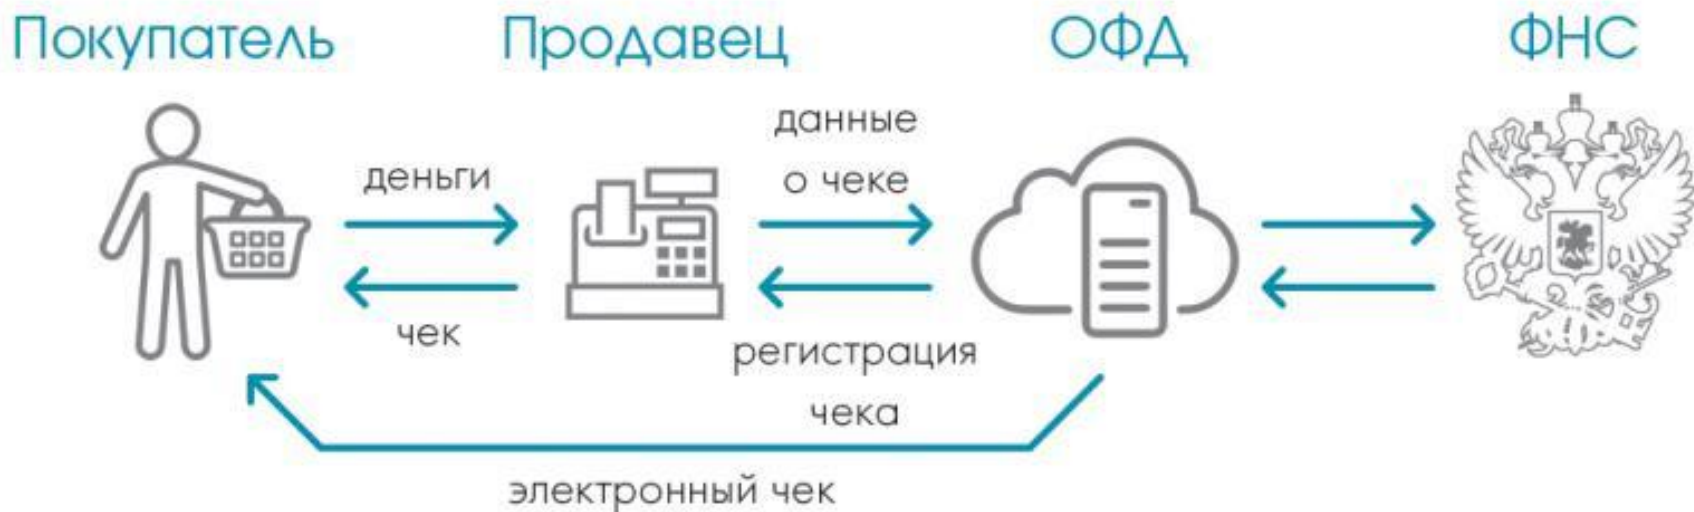 Покупатель
Продавец
ОФД
ФНС
деньги
данные
о чеке
чек
регистрация
чека
электронный чек